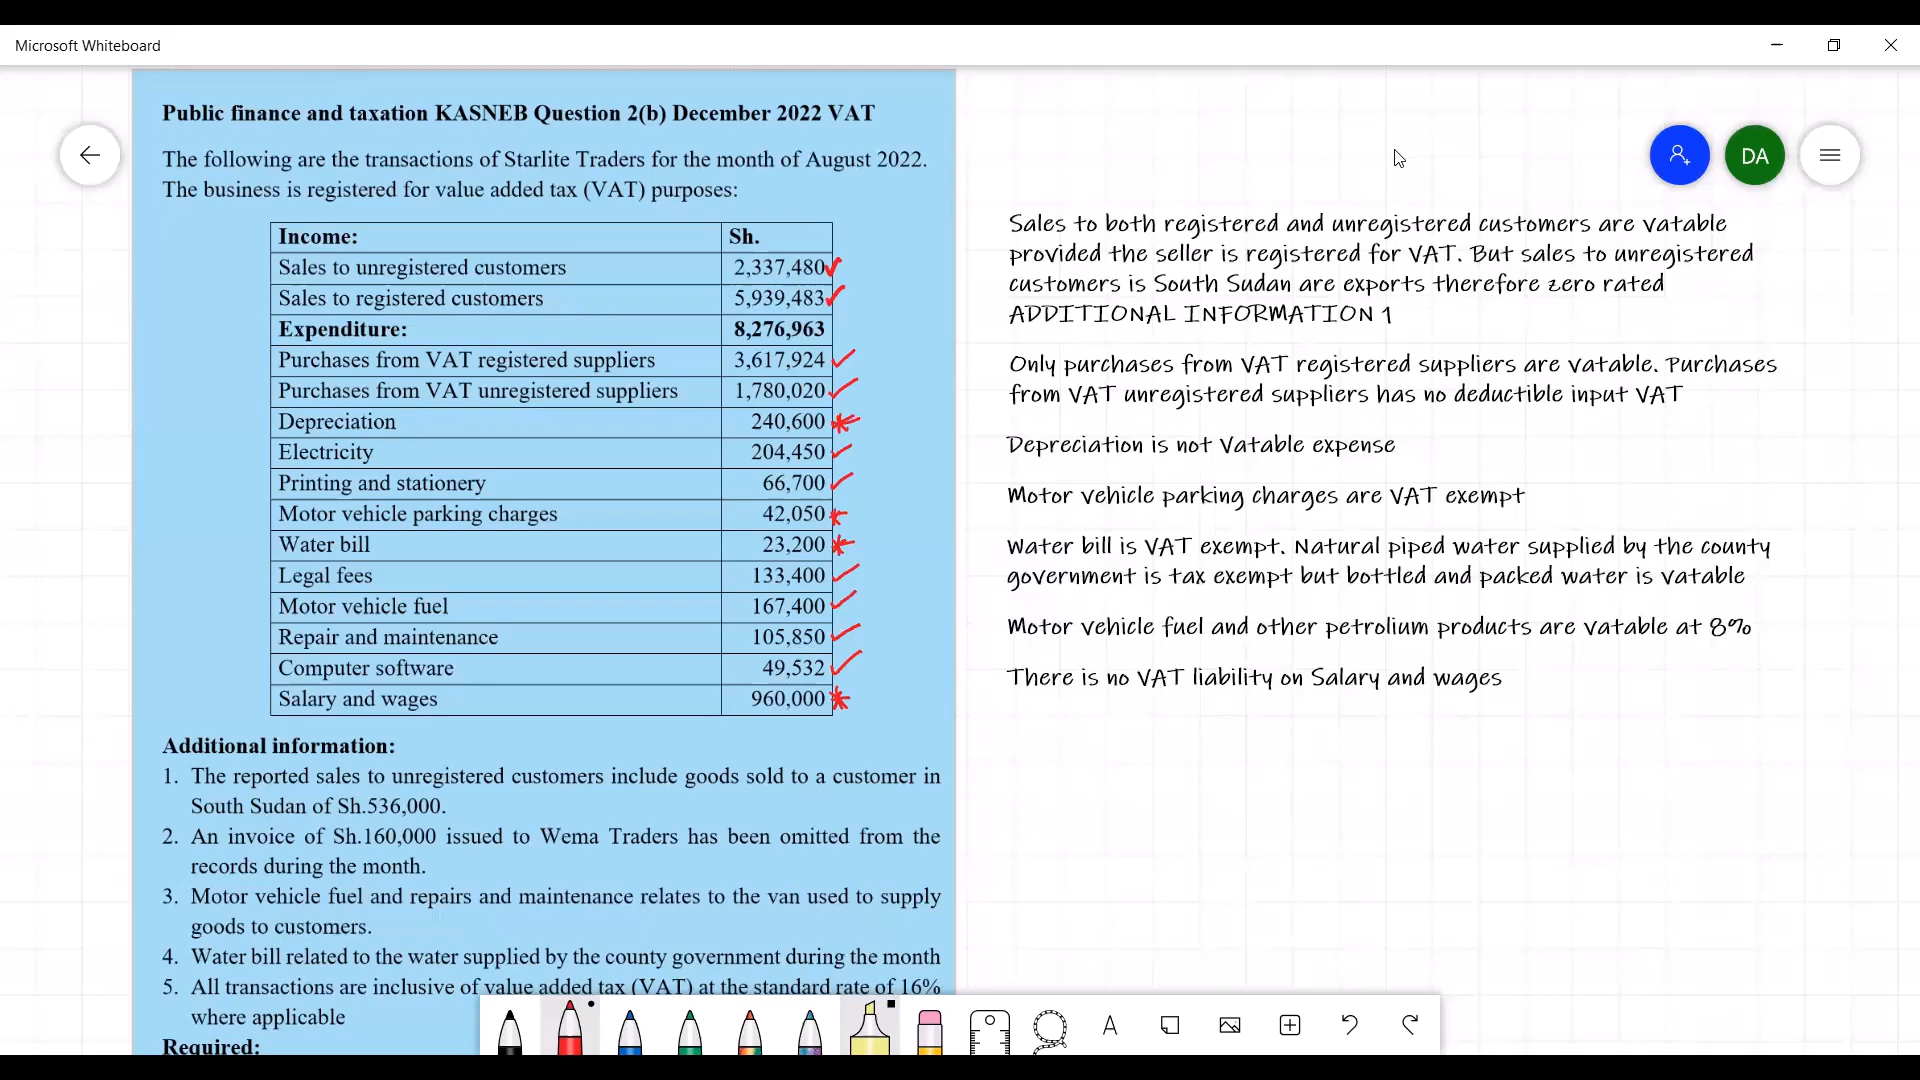 Microsoft Whiteboard
Public finance and taxation KASNEB Question 2(b) December 2022 VAT
The following are the transactions of Starlite Traders for the month of August 2022.
The business is registered for value added tax (VAT) purposes:
Income: Sh.
Sales to unregistered customers 2,337,480
Sales to registered customers 5,939,483
Expenditure: 8,276,963
Purchases from VAT registered suppliers 3,617,924
Purchases from VAT unregistered suppliers 1,780,020
Depreciation 240,600
Electricity 204,450
Printing and stationery 66,700
Motor vehicle parking charges 42,050
Water bill 23,200
Legal fees 133,400
Motor vehicle fuel 167,400
Repair and maintenance 105,850
Computer software 49,532
Salary and wages 960,000
Additional information:
1. The reported sales to unregistered customers include goods sold to a customer in
South Sudan of Sh.536,000.
2. An invoice of Sh.160,000 issued to Wema Traders has been omitted from the
records during the month.
3. Motor vehicle fuel and repairs and maintenance relates to the van used to supply
goods to customers.
4. Water bill related to the water supplied by the county government during the month
5. All transactions are inclusive of value added tax (VAT) at the standard rate of 16%
where applicable
Required:
DA
Sales to both registered and unregistered customers are vatable
provided the seller is registered for VAT. But sales to unregistered
customers is South Sudan are exports therefore zero rated
ADDITIONAL INFORMATION 1
Only purchases from VAT registered suppliers are vatable. Purchases
from VAT unregistered suppliers has no deductible input VAT
Depreciation is not Vatable expense
Motor vehicle parking charges are VAT exempt
Water bill is VAT exempt. Natural piped water supplied by the county
government is tax exempt but bottled and packed water is vatable
Motor vehicle fuel and other petrolium products are vatable at 8%
There is no VAT liability on Salary and wages
A